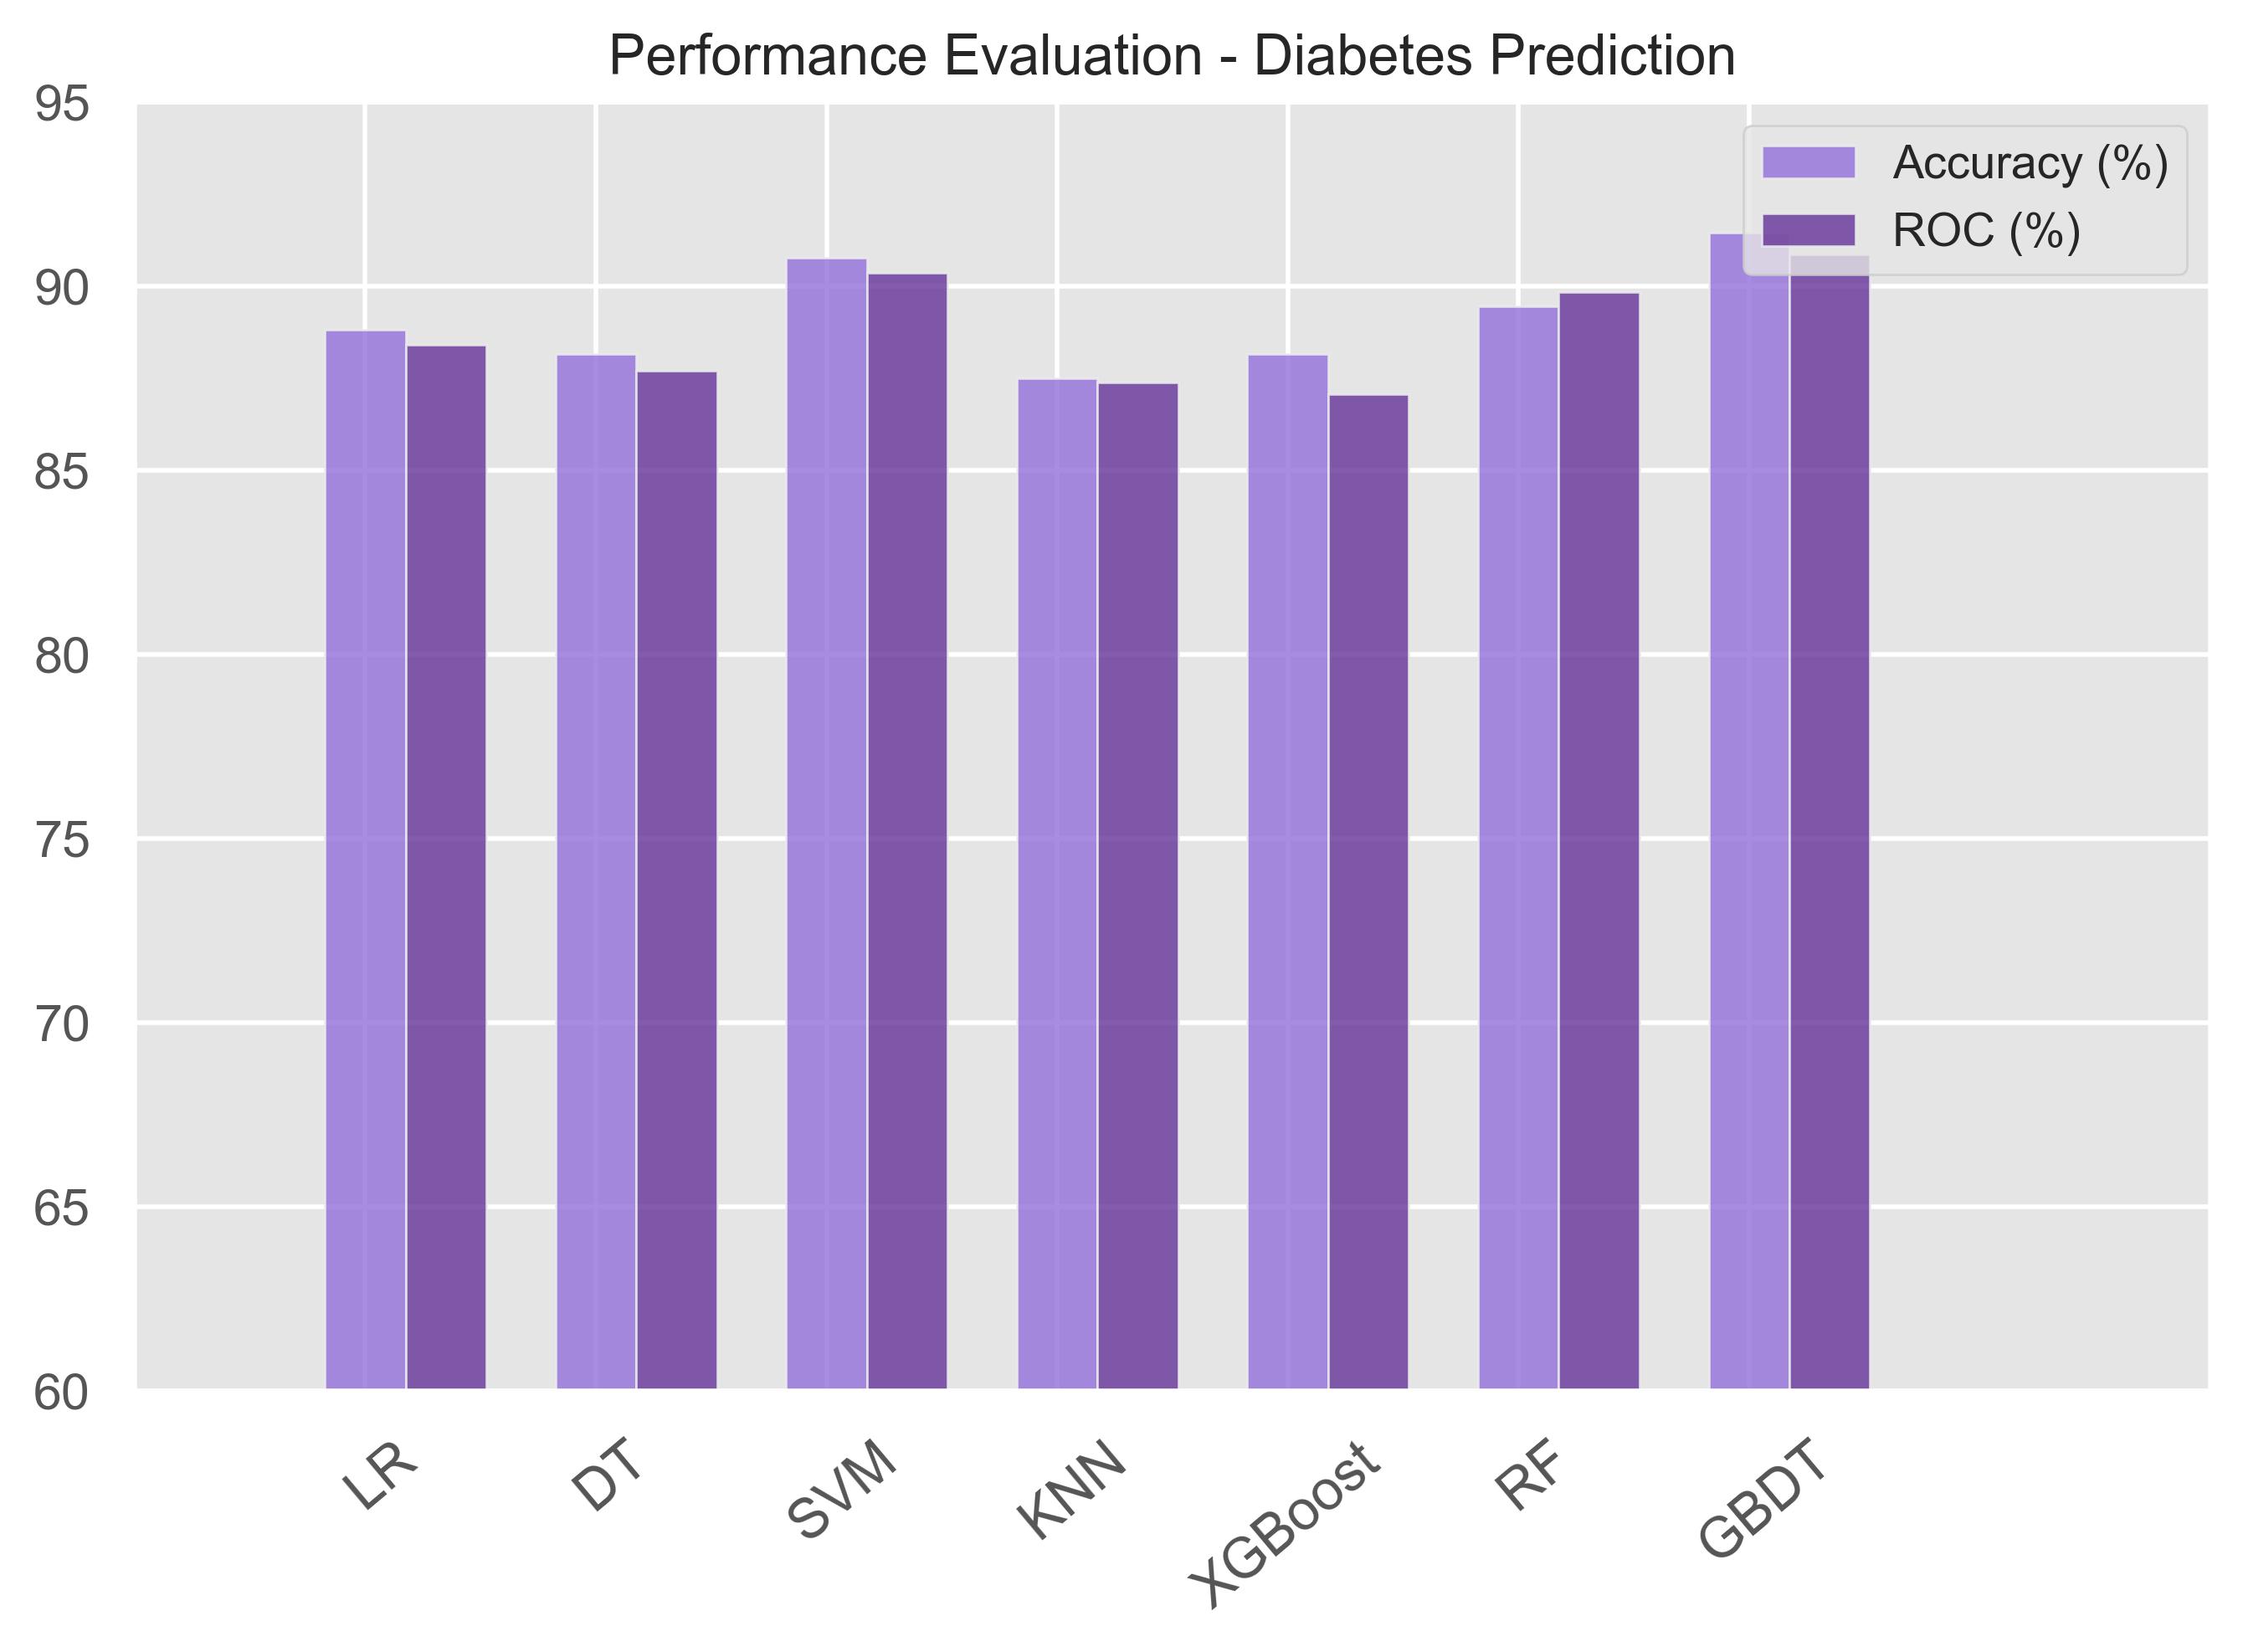 Performance Evaluation - Diabetes Prediction
95
90
85
80
75
70
65
60
Accuracy (%)
ROC (%)
LR
DT
SVM
KNN
XGBoost
RF
GBDT